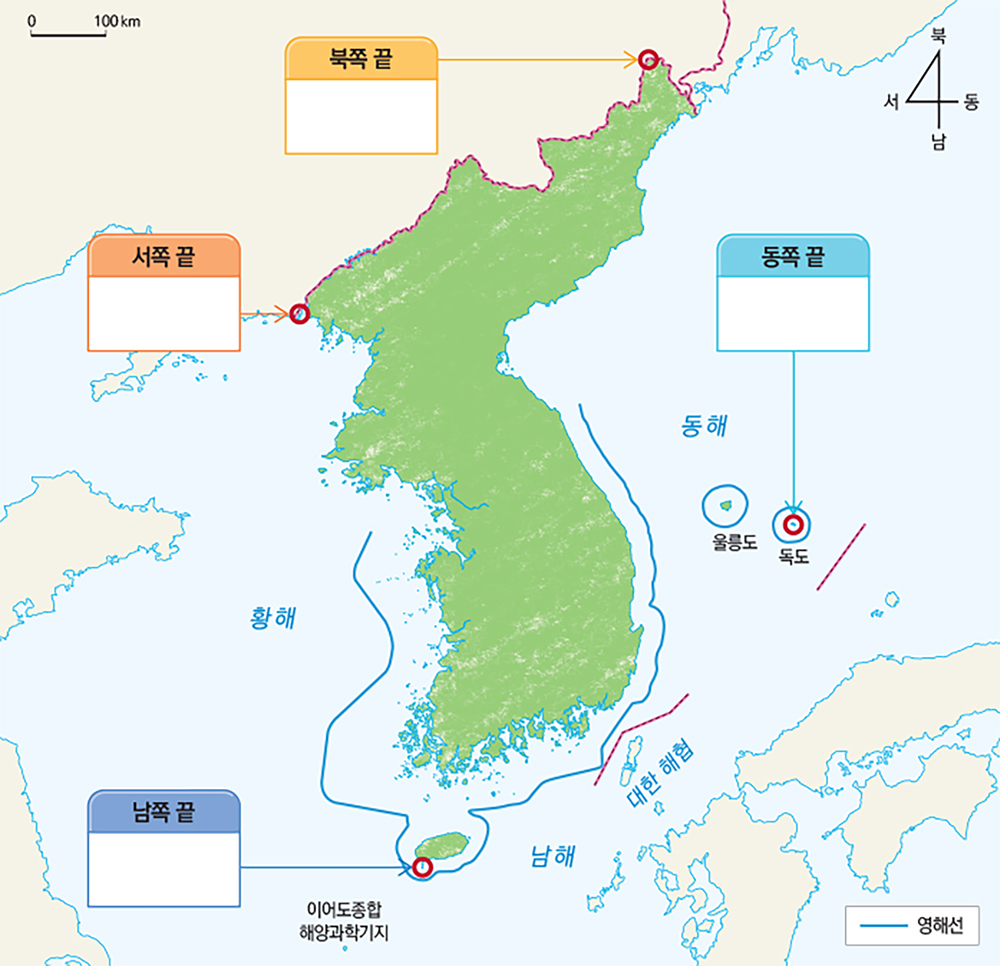 0 100 km
북쪽 끝
북
서 동
남
서쪽 끝
동쪽 끝
동해
울릉도
독도
황해
대한 해협
남쪽 끝
남해
이어도종합
해양과학기지
영해선